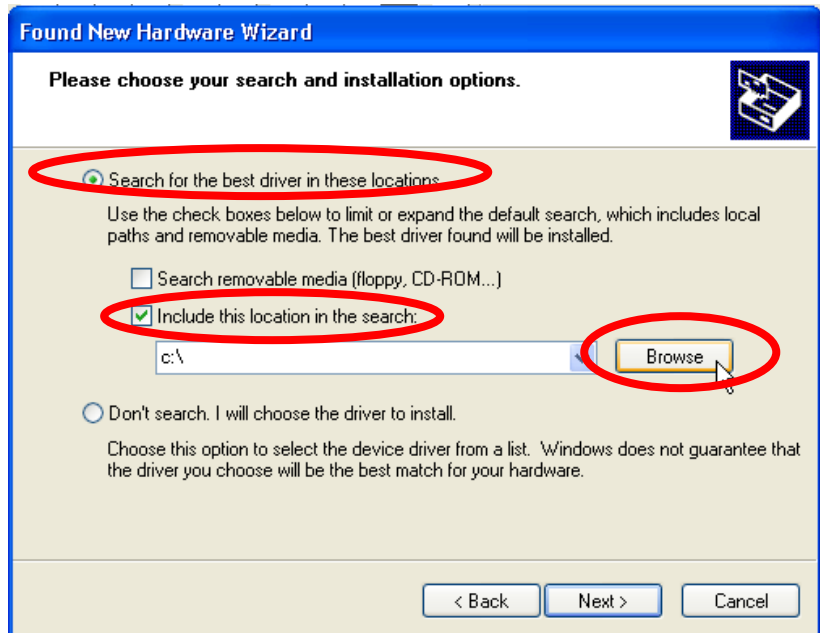 Found New Hardware Wizard
Please choose your search and installation options.
Search for the best driver in these locations.
Use the check boxes below to limit or expand the default search, which includes local
paths and removable media. The best driver found will be installed.
Search removable media (floppy, CD-ROM...)
Include this location in the search:
c:\
Browse
Don't search. I will choose the driver to install.
Choose this option to select the device driver from a list. Windows does not guarantee that
the driver you choose will be the best match for your hardware.
< Back
Next >
Cancel